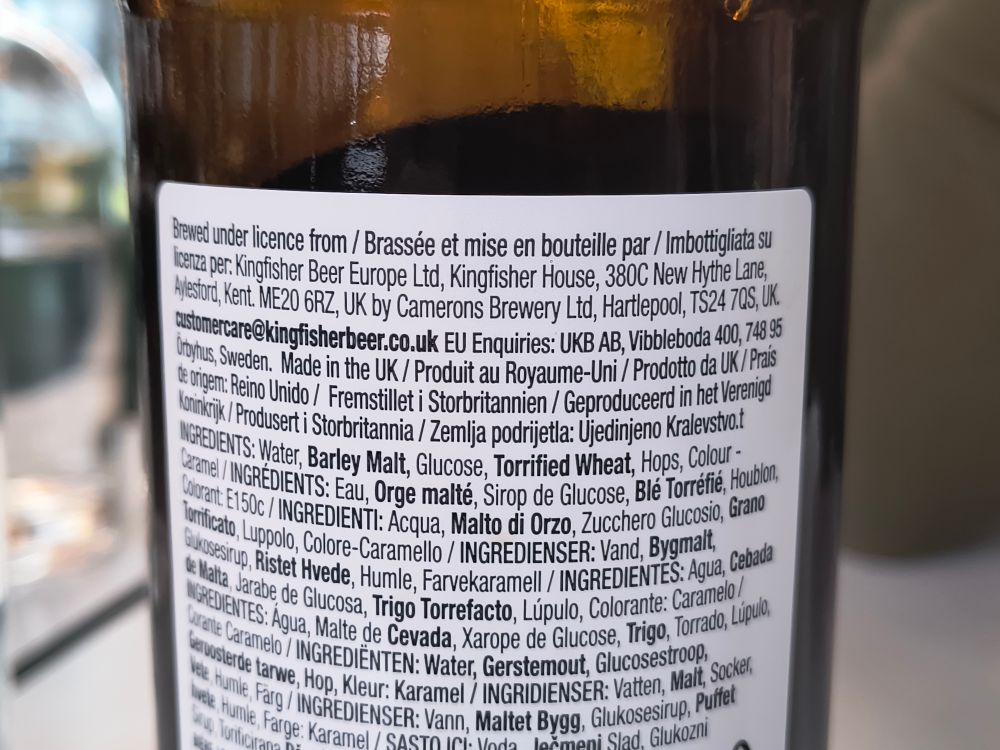 Brewed under licence from / Brassée et mise en bouteille par / Imbottigliata su
licenza per: Kingfisher Beer Europe Ltd, Kingfisher House, 380C New Hythe Lane,
Aylesford, Kent. ME20 6RZ, UK by Camerons Brewery Ltd, Hartlepool, TS24 7QS, UK.
customercare@kingfisherbeer.co.uk EU Enquiries: UKB AB, Vibbleboda 400, 748 95
Örbyhus, Sweden. Made in the UK / Produit au Royaume-Uni / Prodotto da UK / Prais
de origem: Reino Unido / Fremstillet i Storbritannien / Geproduceerd in het Verenigd
Koninkrijk / Produsert i Storbritannia / Zemlja podrijetla: Ujedinjeno Kralevstvo.t
INGREDIENTS: Water, Barley Malt, Glucose, Torrified Wheat, Hops, Colour -
Caramel / INGRÉDIENTS: Eau, Orge malté, Sirop de Glucose, Blé Torréfié, Houblon,
Colorant: E150c / INGREDIENTI: Acqua, Malto di Orzo, Zucchero Glucosio, Grano
Torrificato, Luppolo, Colore-Caramello / INGREDIENSER: Vand, Bygmalt,
Glukosesirup, Ristet Hvede, Humle, Farvekaramell / INGREDIENTES: Agua, Cebada
de Malta, Jarabe de Glucosa, Trigo Torrefacto, Lúpulo, Colorante: Caramelo /
INGREDIENTES: Água, Malte de Cevada, Xarope de Glucose, Trigo, Torrado, Lúpulo,
Corante Caramelo / INGREDIËNTEN: Water, Gerstemout, Glucosestroop,
Geroosterde tarwe, Hop, Kleur: Karamel / INGRIDIENSER: Vatten, Malt, Socker,
Vete, Humle, Färg / INGREDIENSER: Vann, Maltet Bygg, Glukosesirup, Puffet
hvete, Humle, Farge: Karamel / SASTOJCI: Voda, Ječmeni Slad, Glukozni
Sirup, Torificirana